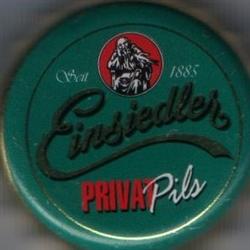 Seit 1885
Einsiedler
PRIVAT Pils